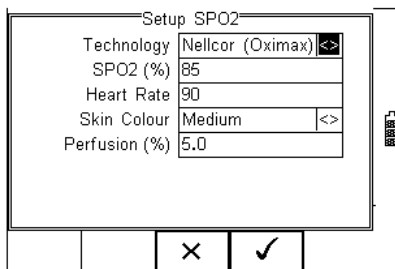 Setup SPO2
Technology Nellcor (Oximax) <>
SPO2 (%) 85
Heart Rate 90
Skin Colour Medium <>
Perfusion (%) 5.0